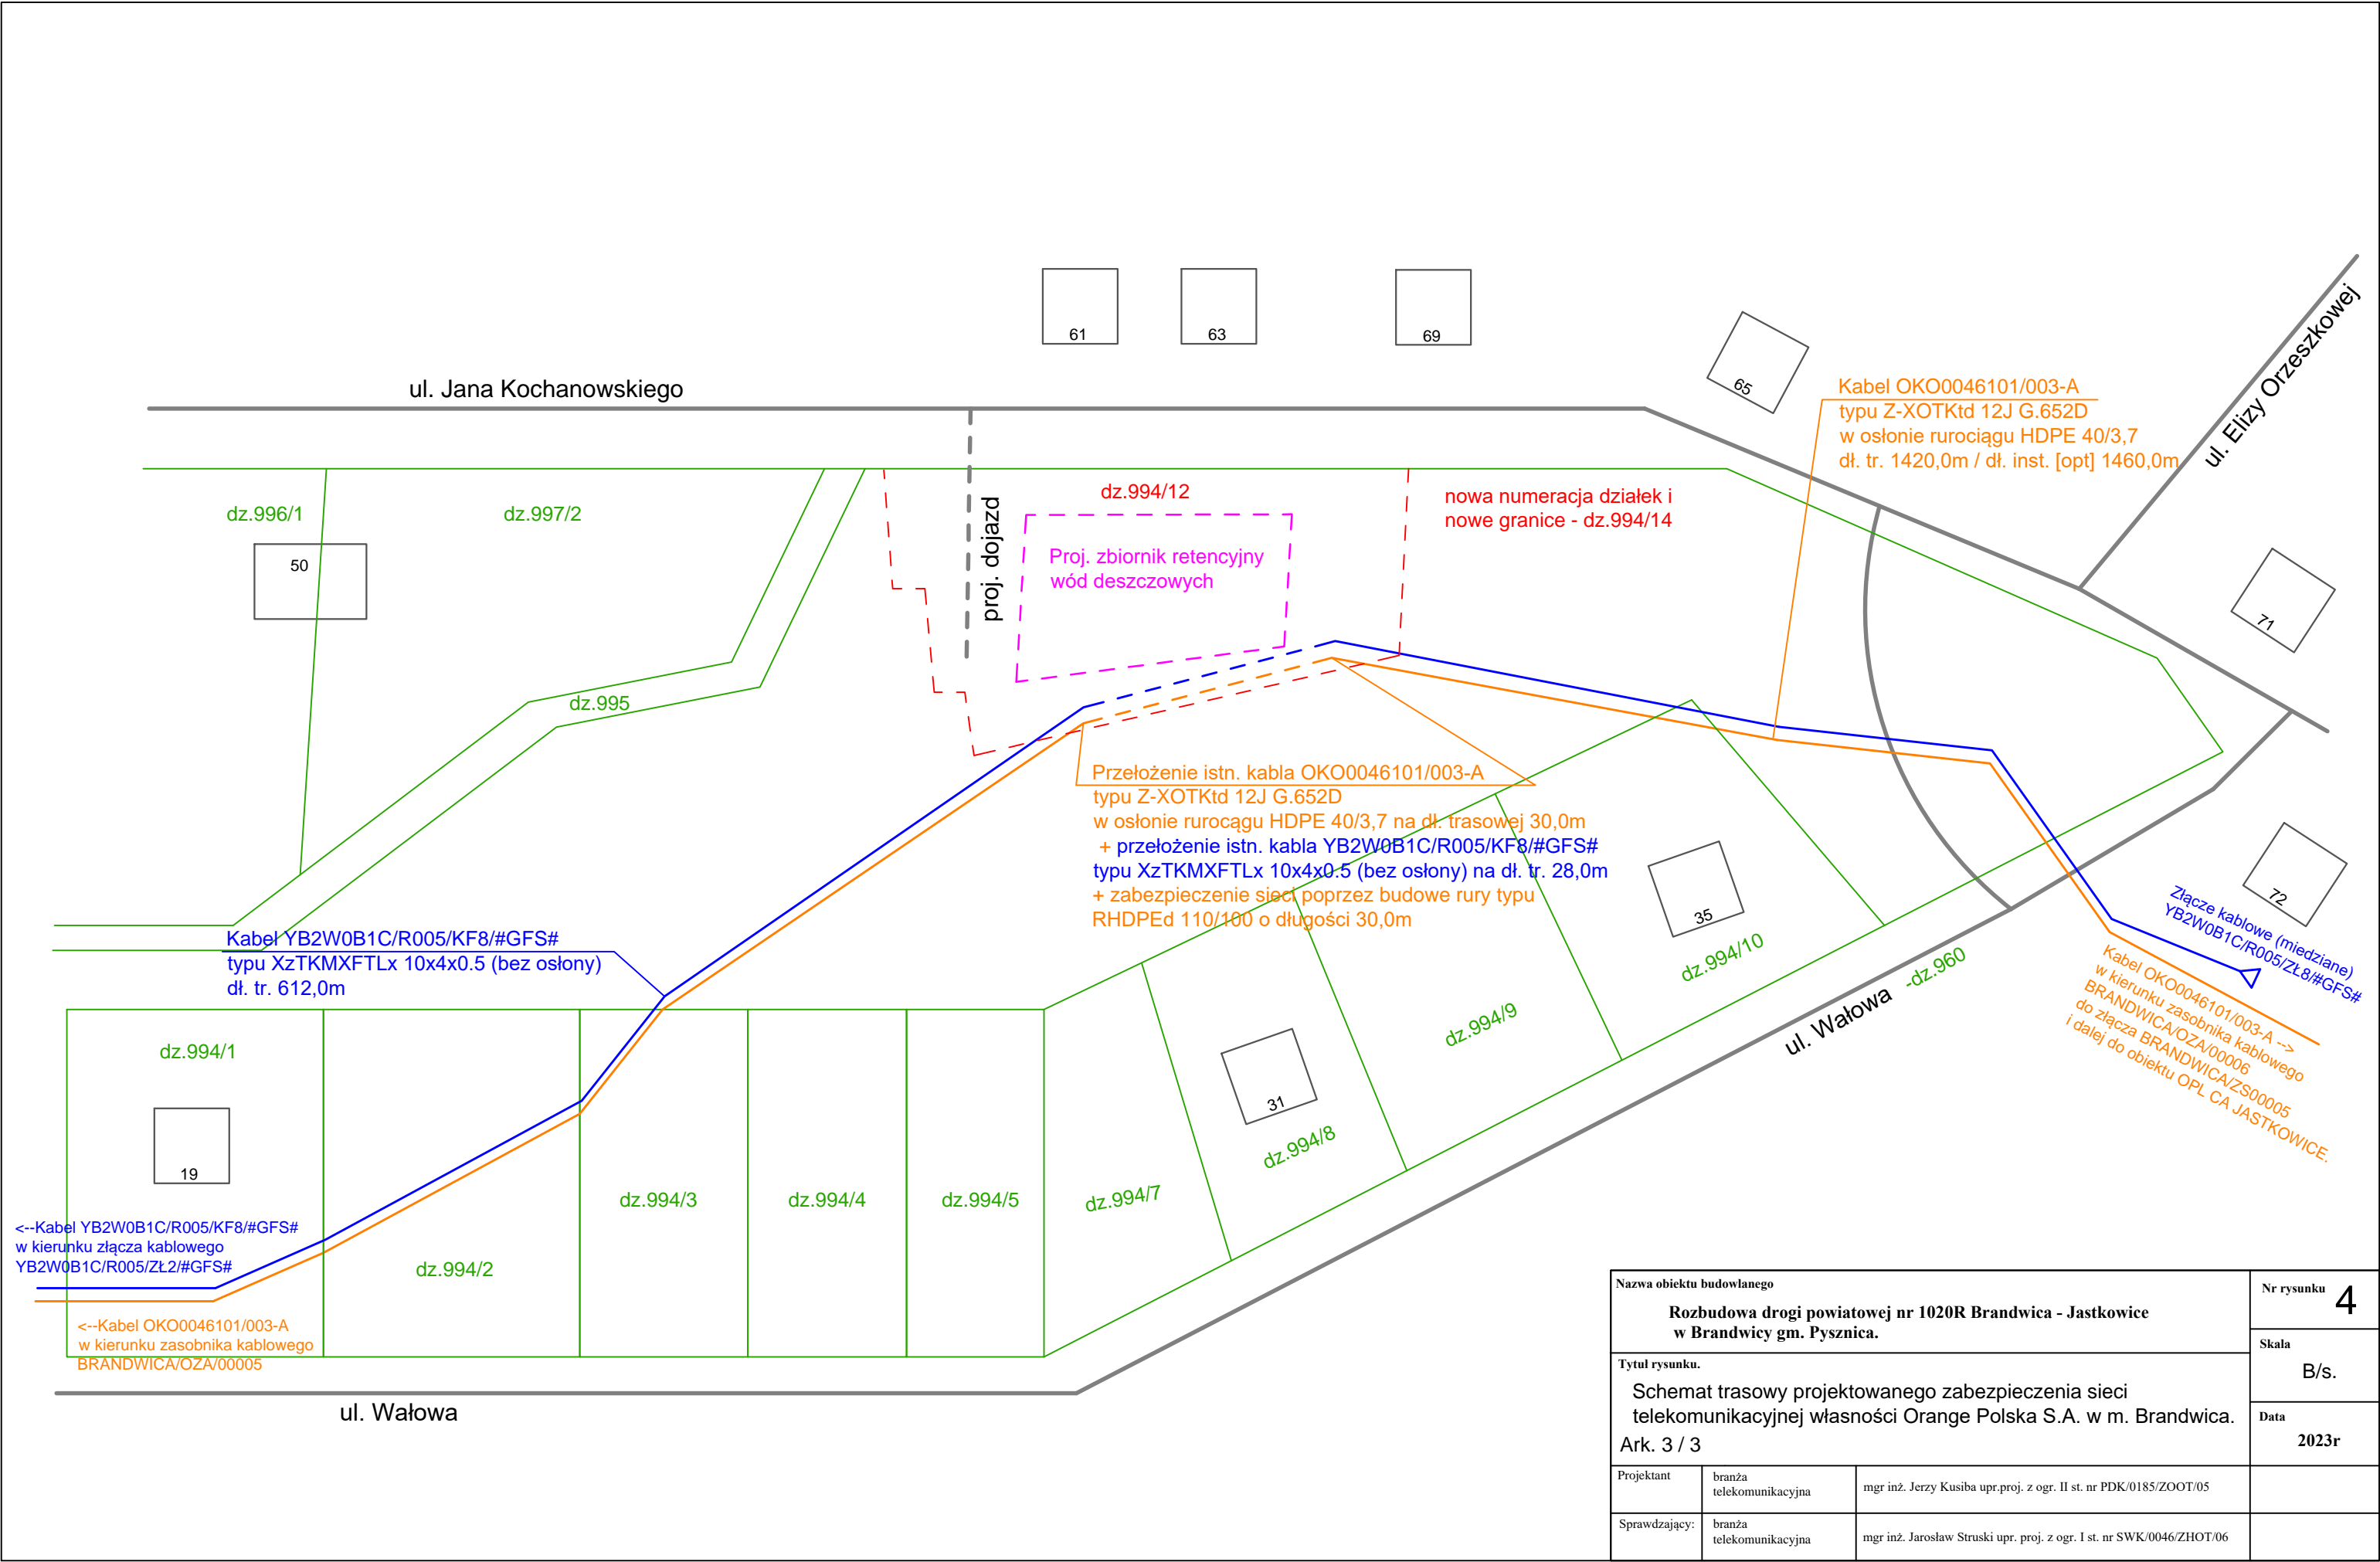 61
63
69
65
ul. Jana Kochanowskiego
Kabel OKO0046101/003-A
typu Z-XOTKtd 12J G.652D
w osłonie rurociągu HDPE 40/3,7
dł. tr. 1420,0m / dł. inst. [opt] 1460,0m
ul. Elizy Orzeszkowej
dz.996/1
dz.997/2
50
proj. dojazd
dz.994/12
nowa numeracja działek i
nowe granice - dz.994/14
Proj. zbiornik retencyjny
wód deszczowych
71
dz.995
Przełożenie istn. kabla OKO0046101/003-A
typu Z-XOTKtd 12J G.652D
w osłonie rurocągu HDPE 40/3,7 na dł. trasowej 30,0m
+ przełożenie istn. kabla YB2W0B1C/R005/KF8/#GFS#
typu XzTKMXFTLx 10x4x0.5 (bez osłony) na dł. tr. 28,0m
+ zabezpieczenie sieci poprzez budowe rury typu
RHDPEd 110/100 o długości 30,0m
35
72
Kabel YB2W0B1C/R005/KF8/#GFS#
typu XzTKMXFTLx 10x4x0.5 (bez osłony)
dł. tr. 612,0m
Złącze kablowe (miedziane)
YB2W0B1C/R005/ZŁ8/#GFS#
Kabel OKO0046101/003-A -->
w kierunku zasobnika kablowego
BRANDWICA/OZA/00006
do złącza BRANDWICA/ZS00005
i dalej do obiektu OPL CA JASTKOWICE.
dz.994/10
ul. Wałowa -dz.960
dz.994/9
dz.994/1
19
31
dz.994/8
dz.994/7
dz.994/3
dz.994/4
dz.994/5
dz.994/2
<--Kabel YB2W0B1C/R005/KF8/#GFS#
w kierunku złącza kablowego
YB2W0B1C/R005/ZŁ2/#GFS#
<--Kabel OKO0046101/003-A
w kierunku zasobnika kablowego
BRANDWICA/OZA/00005
ul. Wałowa
Nazwa obiektu budowlanego
Rozbudowa drogi powiatowej nr 1020R Brandwica - Jastkowice
w Brandwicy gm. Pysznica.
Nr rysunku 4
Skala
B/s.
Tytuł rysunku.
Schemat trasowy projektowanego zabezpieczenia sieci
telekomunikacyjnej własności Orange Polska S.A. w m. Brandwica.
Ark. 3 / 3
Data
2023r
Projektant
branża
telekomunikacyjna
mgr inż. Jerzy Kusiba upr.proj. z ogr. II st. nr PDK/0185/ZOOT/05
Sprawdzający:
branża
telekomunikacyjna
mgr inż. Jarosław Struski upr. proj. z ogr. I st. nr SWK/0046/ZHOT/06